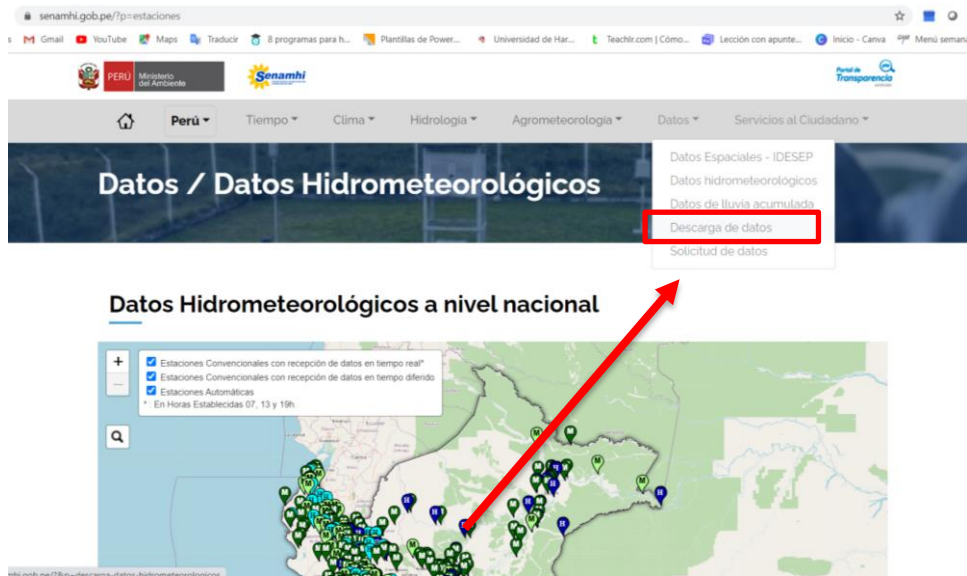 senamhi.gob.pe/?p=estaciones
s Gmail YouTube Maps Traducir 8 programas para h... Plantillas de Power... Universidad de Har... TeachIr.com | Cómo... Lección con apunte... Inicio - Canva Menú semana
PERÚ Ministerio del Ambiente Senamhi Portal de Transparencia
Perú Tiempo Clima Hidrología Agrometeorología Datos Servicios al Ciudadano
Datos / Datos Hidrometeorológicos
Datos Espaciales - IDESEP
Datos hidrometeorológicos
Datos de lluvia acumulada
Descarga de datos
Solicitud de datos
Datos Hidrometeorológicos a nivel nacional
+
Estaciones Convencionales con recepción de datos en tiempo real*
−
Estaciones Convencionales con recepción de datos en tiempo diferido
Estaciones Automáticas
* : En Horas Establecidas 07, 13 y 19h.